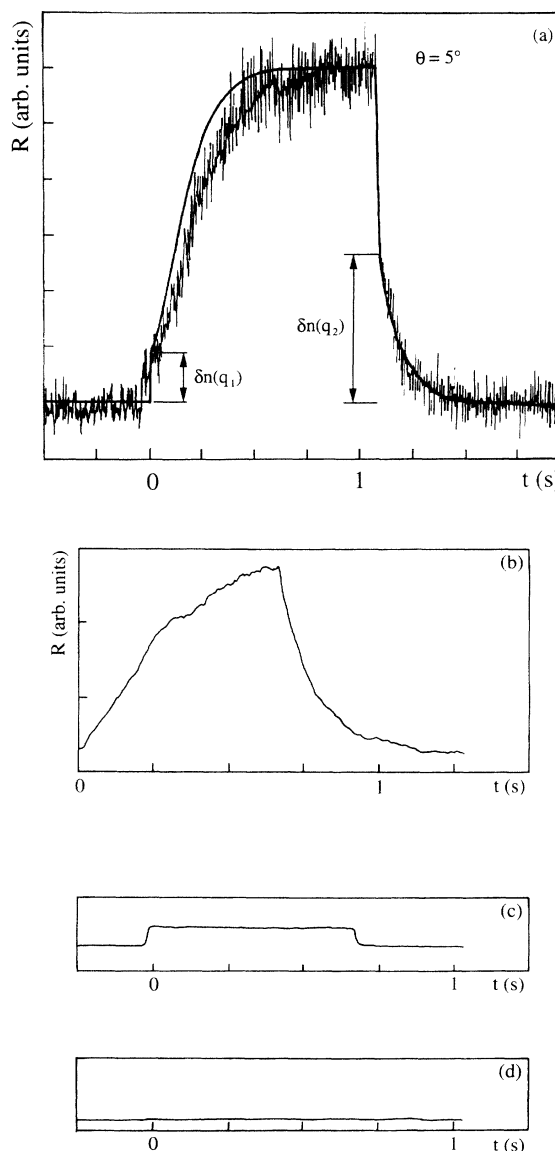 (a)
θ = 5°
R (arb. units)
δn(q₁)
δn(q₂)
0 1 t (s)
(b)
R (arb. units)
0 1 t (s)
(c)
0 1 t (s)
(d)
0 1 t (s)